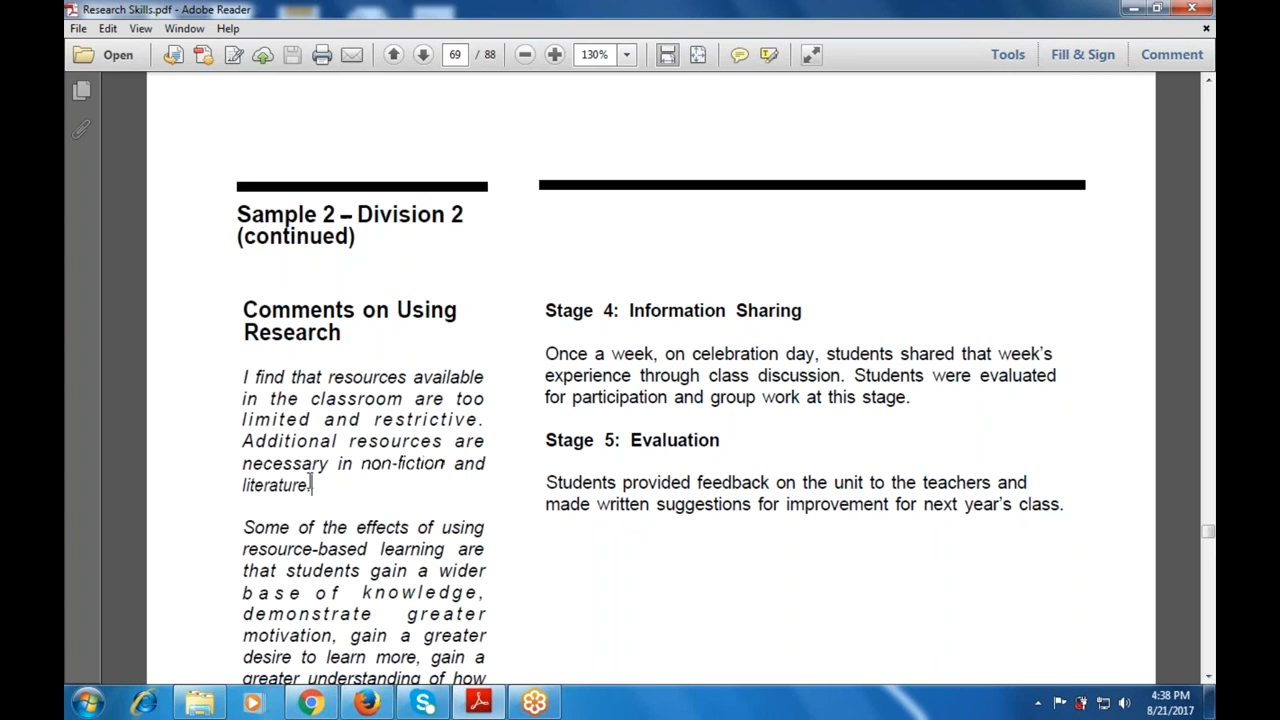 Research Skills.pdf - Adobe Reader
File Edit View Window Help
Open 69 / 88 130% Tools Fill & Sign Comment
Sample 2 – Division 2
(continued)
Comments on Using
Research
I find that resources available
in the classroom are too
limited and restrictive.
Additional resources are
necessary in non-fiction and
literature.
Some of the effects of using
resource-based learning are
that students gain a wider
base of knowledge,
demonstrate greater
motivation, gain a greater
desire to learn more, gain a
greater understanding of how
Stage 4: Information Sharing
Once a week, on celebration day, students shared that week's
experience through class discussion. Students were evaluated
for participation and group work at this stage.
Stage 5: Evaluation
Students provided feedback on the unit to the teachers and
made written suggestions for improvement for next year's class.
4:38 PM
8/21/2017